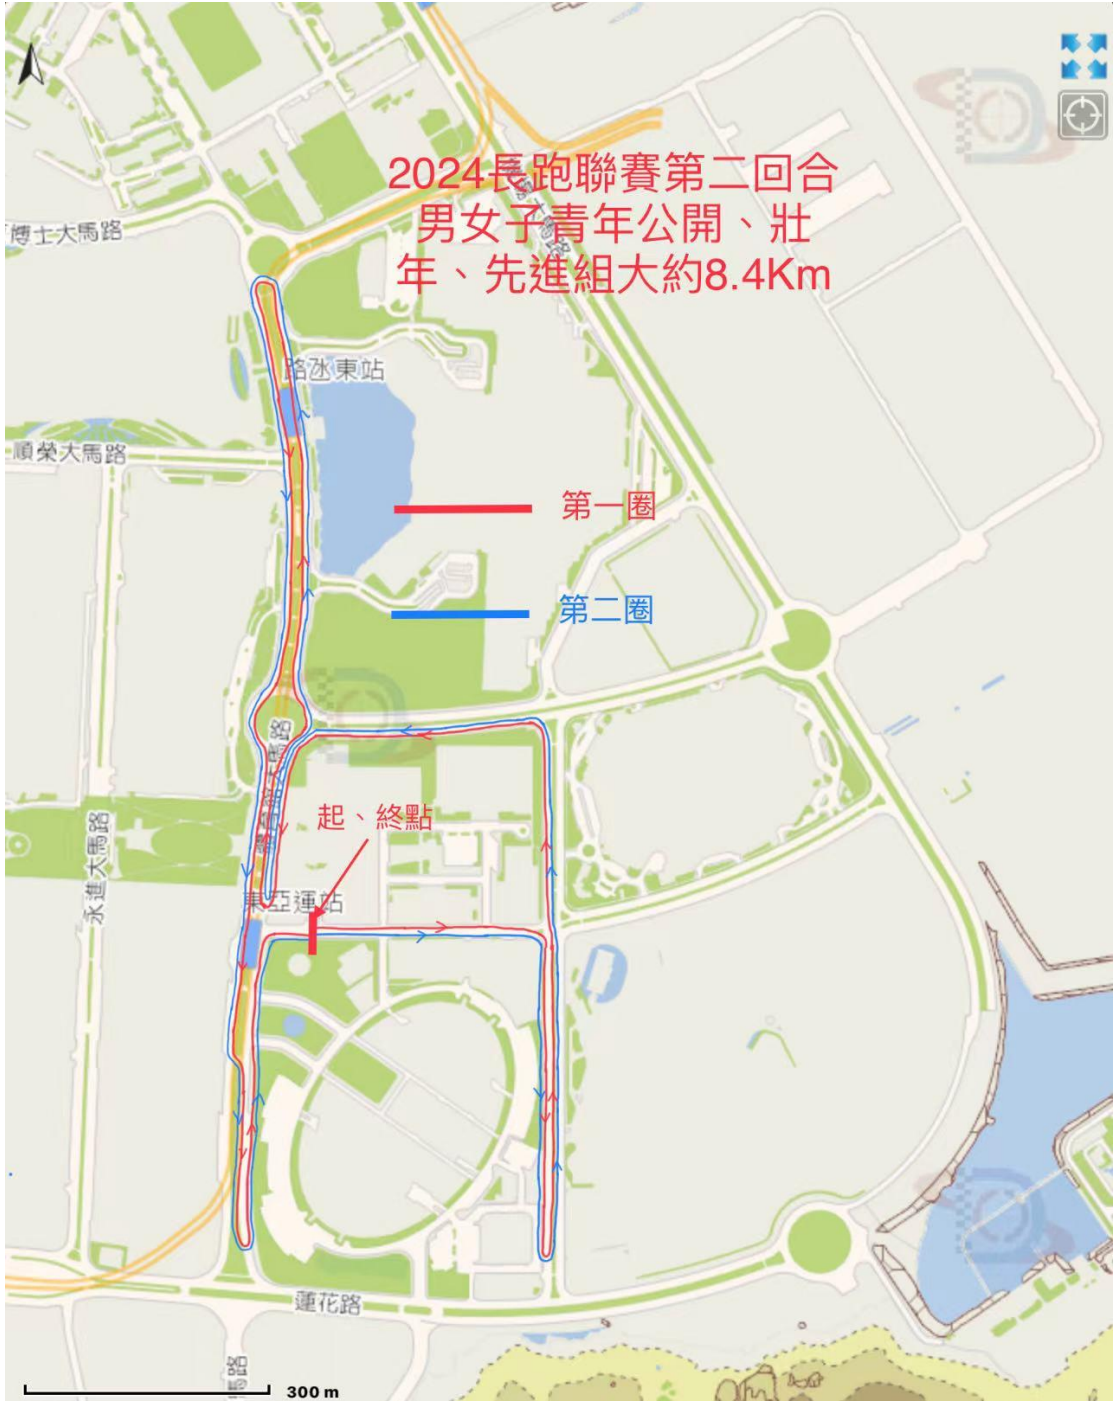 2024長跑聯賽第二回合
男女子青年公開、壯
年、先進組大約8.4Km
博士大馬路
路氹東站
順榮大馬路
第一圈
第二圈
起、終點
永進大馬路
東亞運站
蓮花路
馬路
300 m